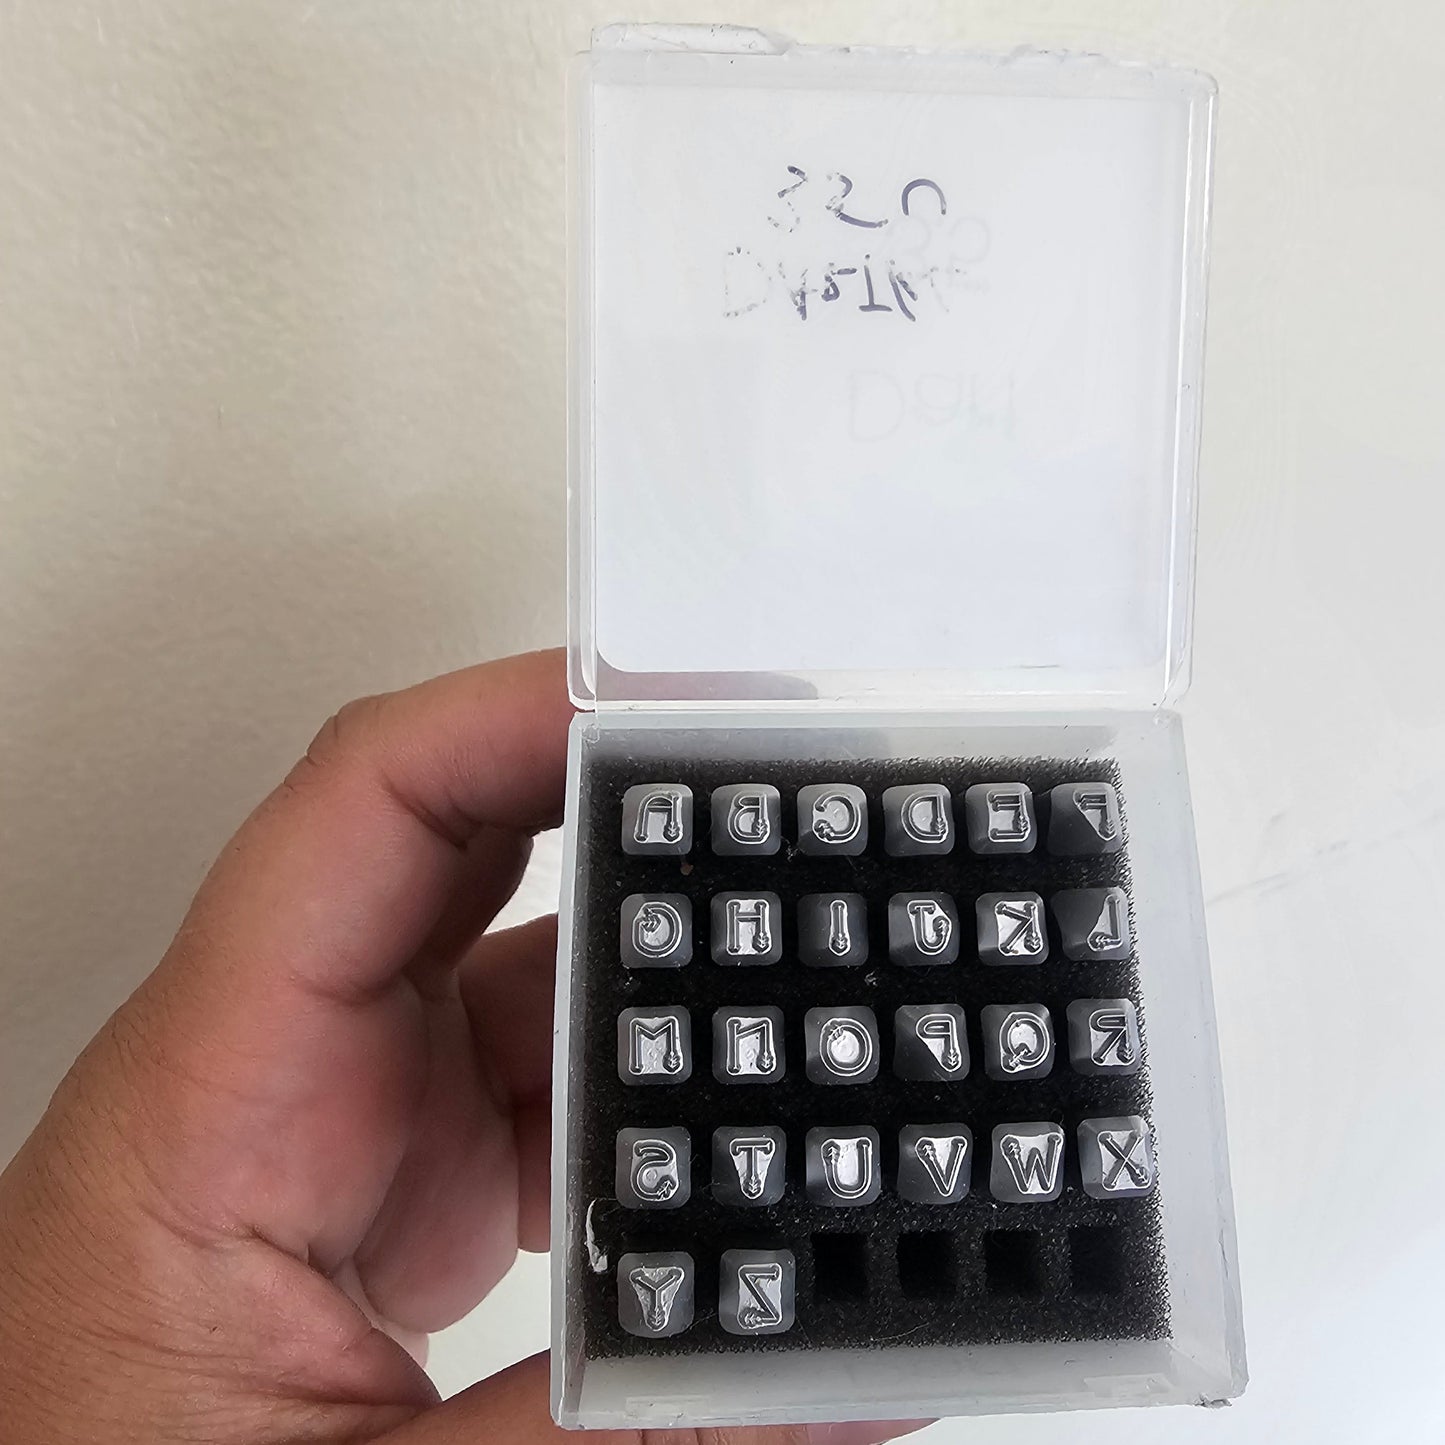 A B C D E F
G H I J K L
M N O P Q R
S T U V W X
Y Z